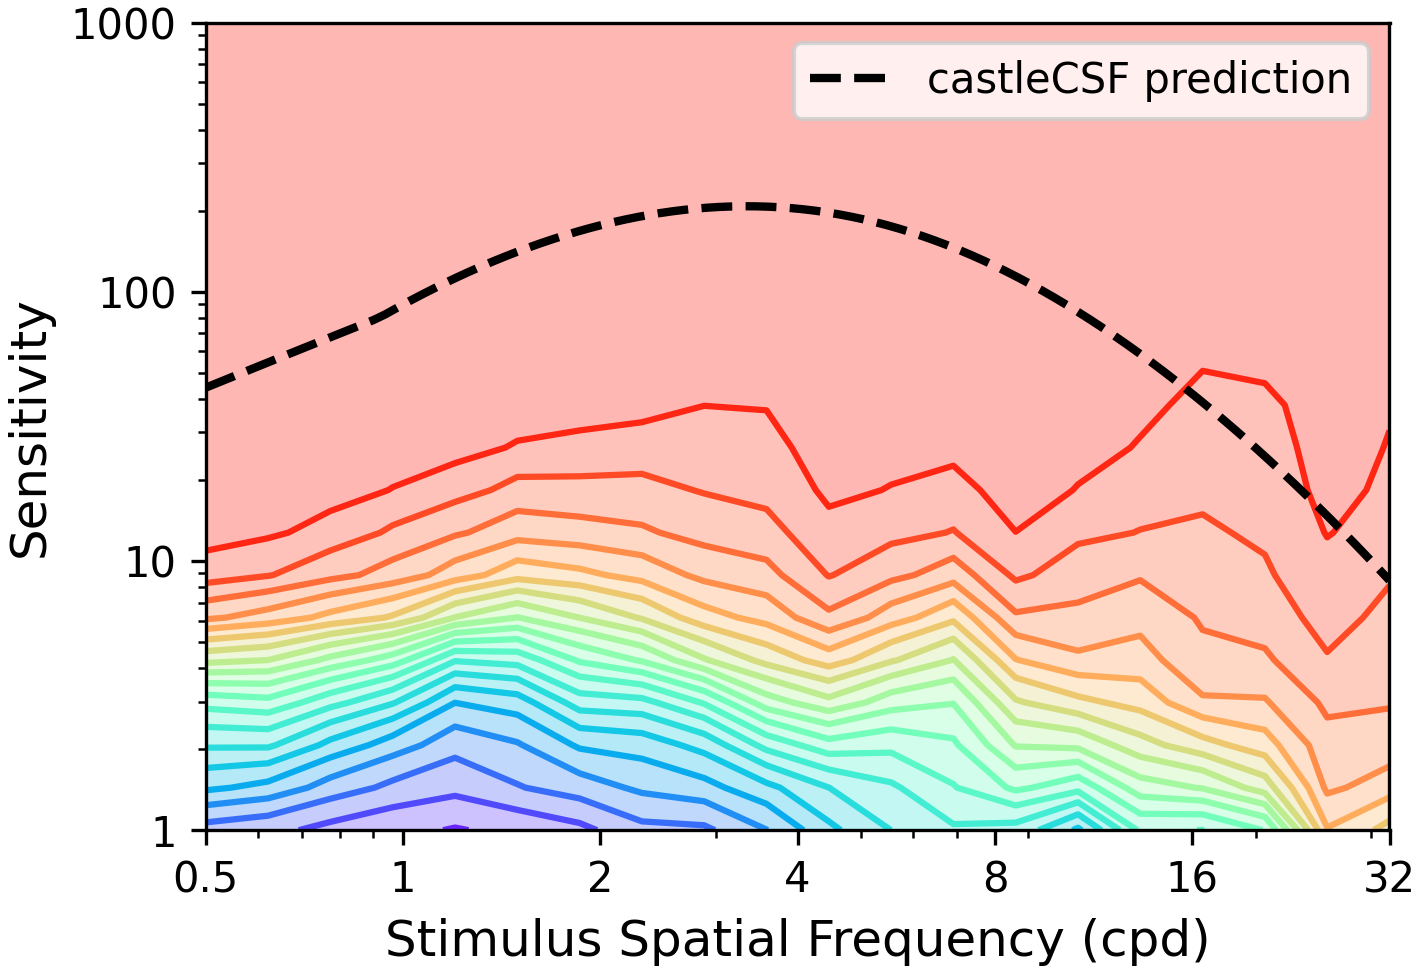 1000
castleCSF prediction
100
Sensitivity
10
1
0.5 1 2 4 8 16 32
Stimulus Spatial Frequency (cpd)